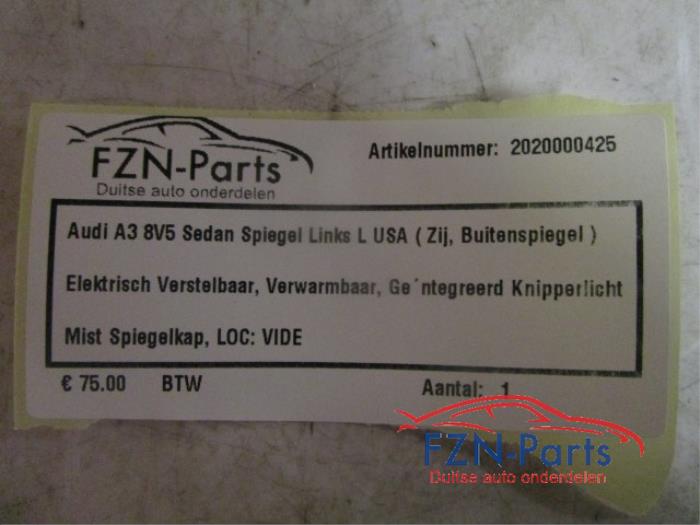 FZN-Parts
Duitse auto onderdelen
Artikelnummer: 2020000425
Audi A3 8V5 Sedan Spiegel Links L USA ( Zij, Buitenspiegel )
Elektrisch Verstelbaar, Verwarmbaar, Ge´ntegreerd Knipperlicht
Mist Spiegelkap, LOC: VIDE
€ 75.00 BTW
Aantal: 1
FZN-Parts
Duitse auto onderdelen